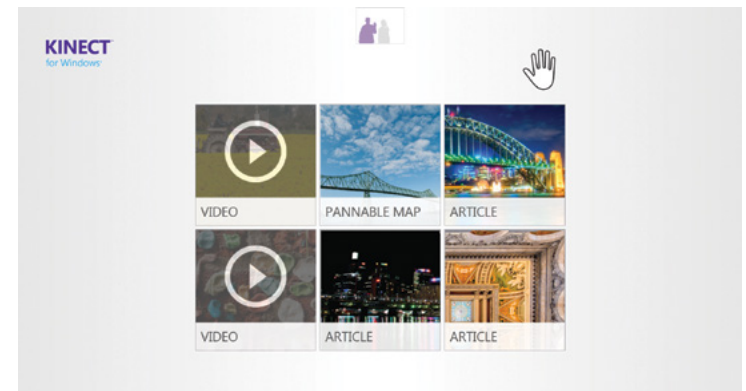 KINECT
for Windows
VIDEO
PANNABLE MAP
ARTICLE
VIDEO
ARTICLE
ARTICLE